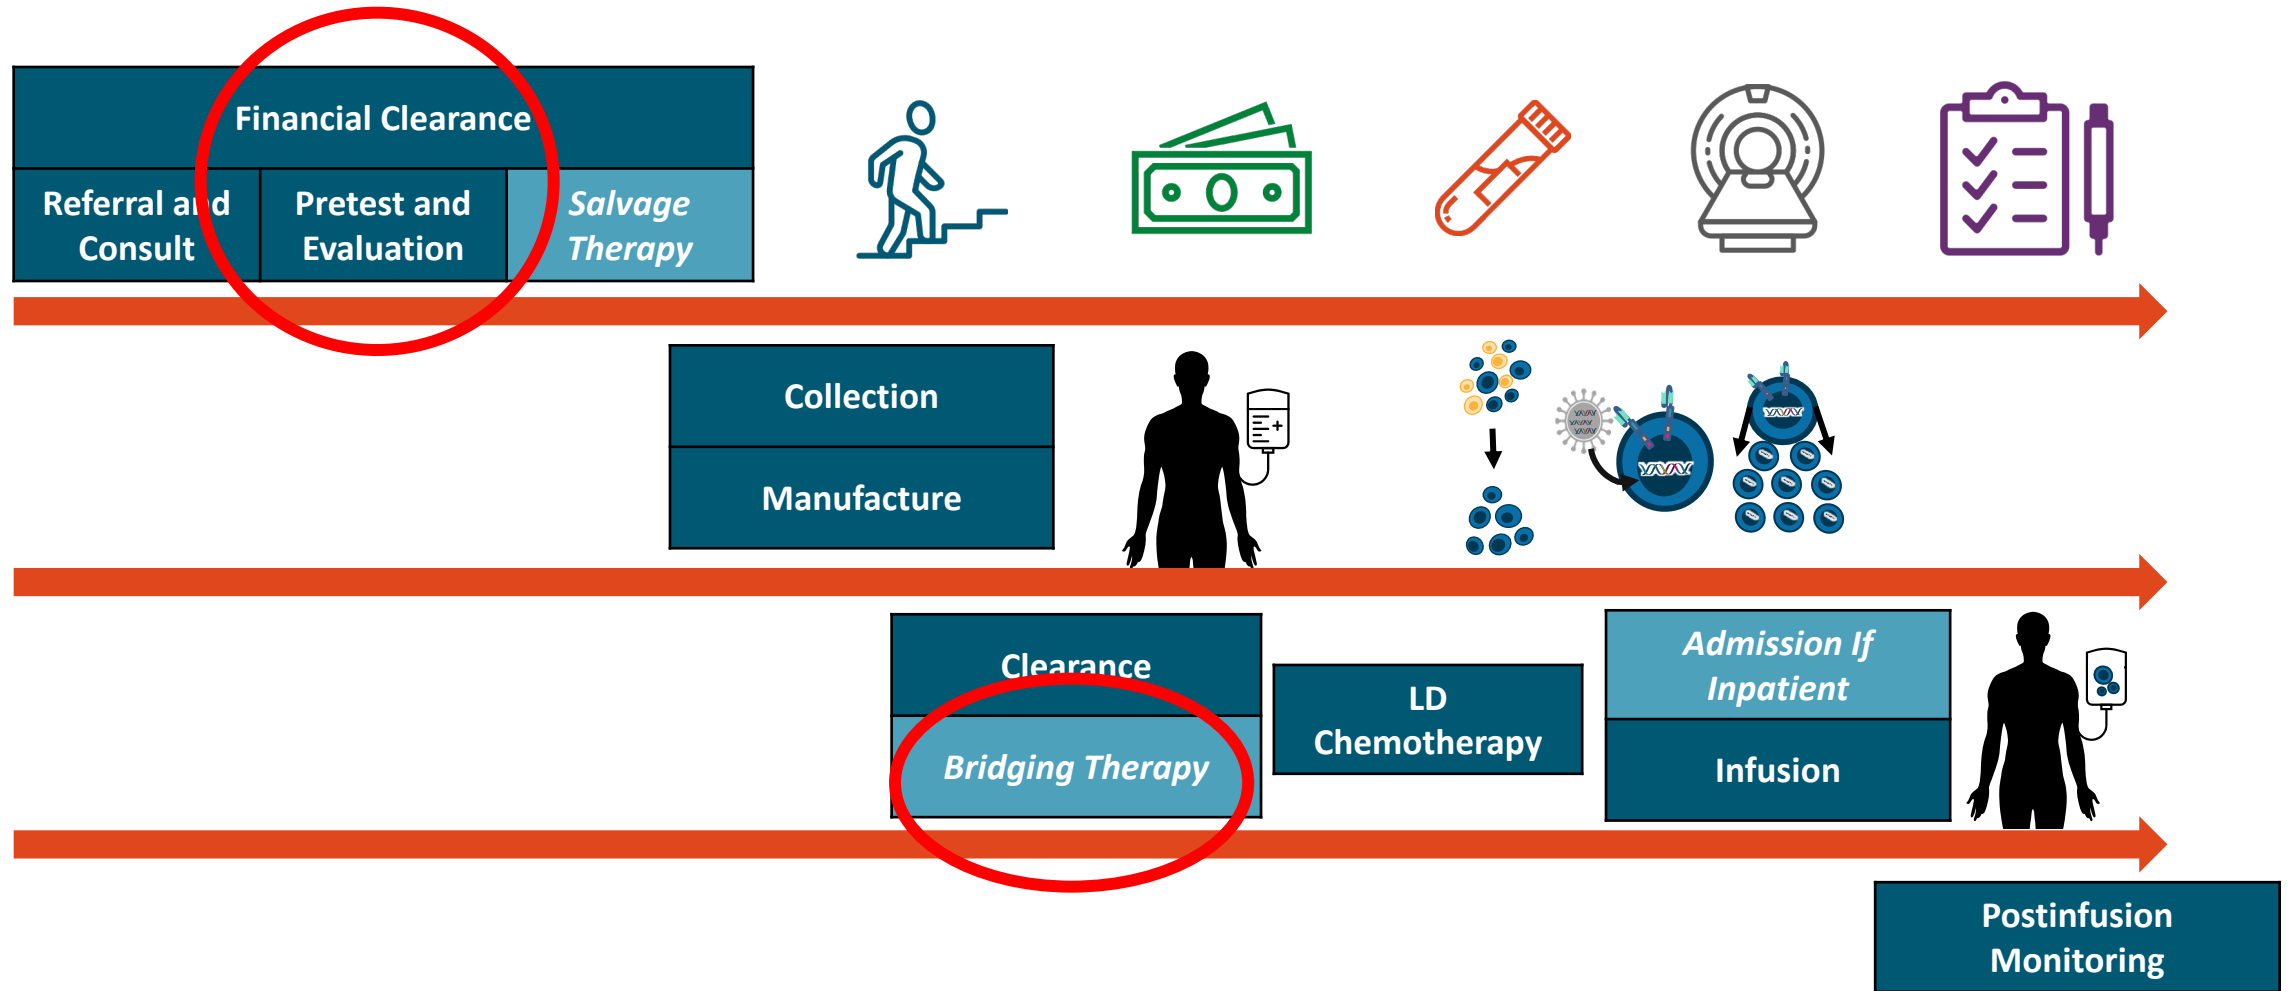 Financial Clearance
Referral and
Consult
Pretest and
Evaluation
Salvage
Therapy
Collection
Manufacture
Clearance
Bridging Therapy
LD
Chemotherapy
Admission If
Inpatient
Infusion
Postinfusion
Monitoring